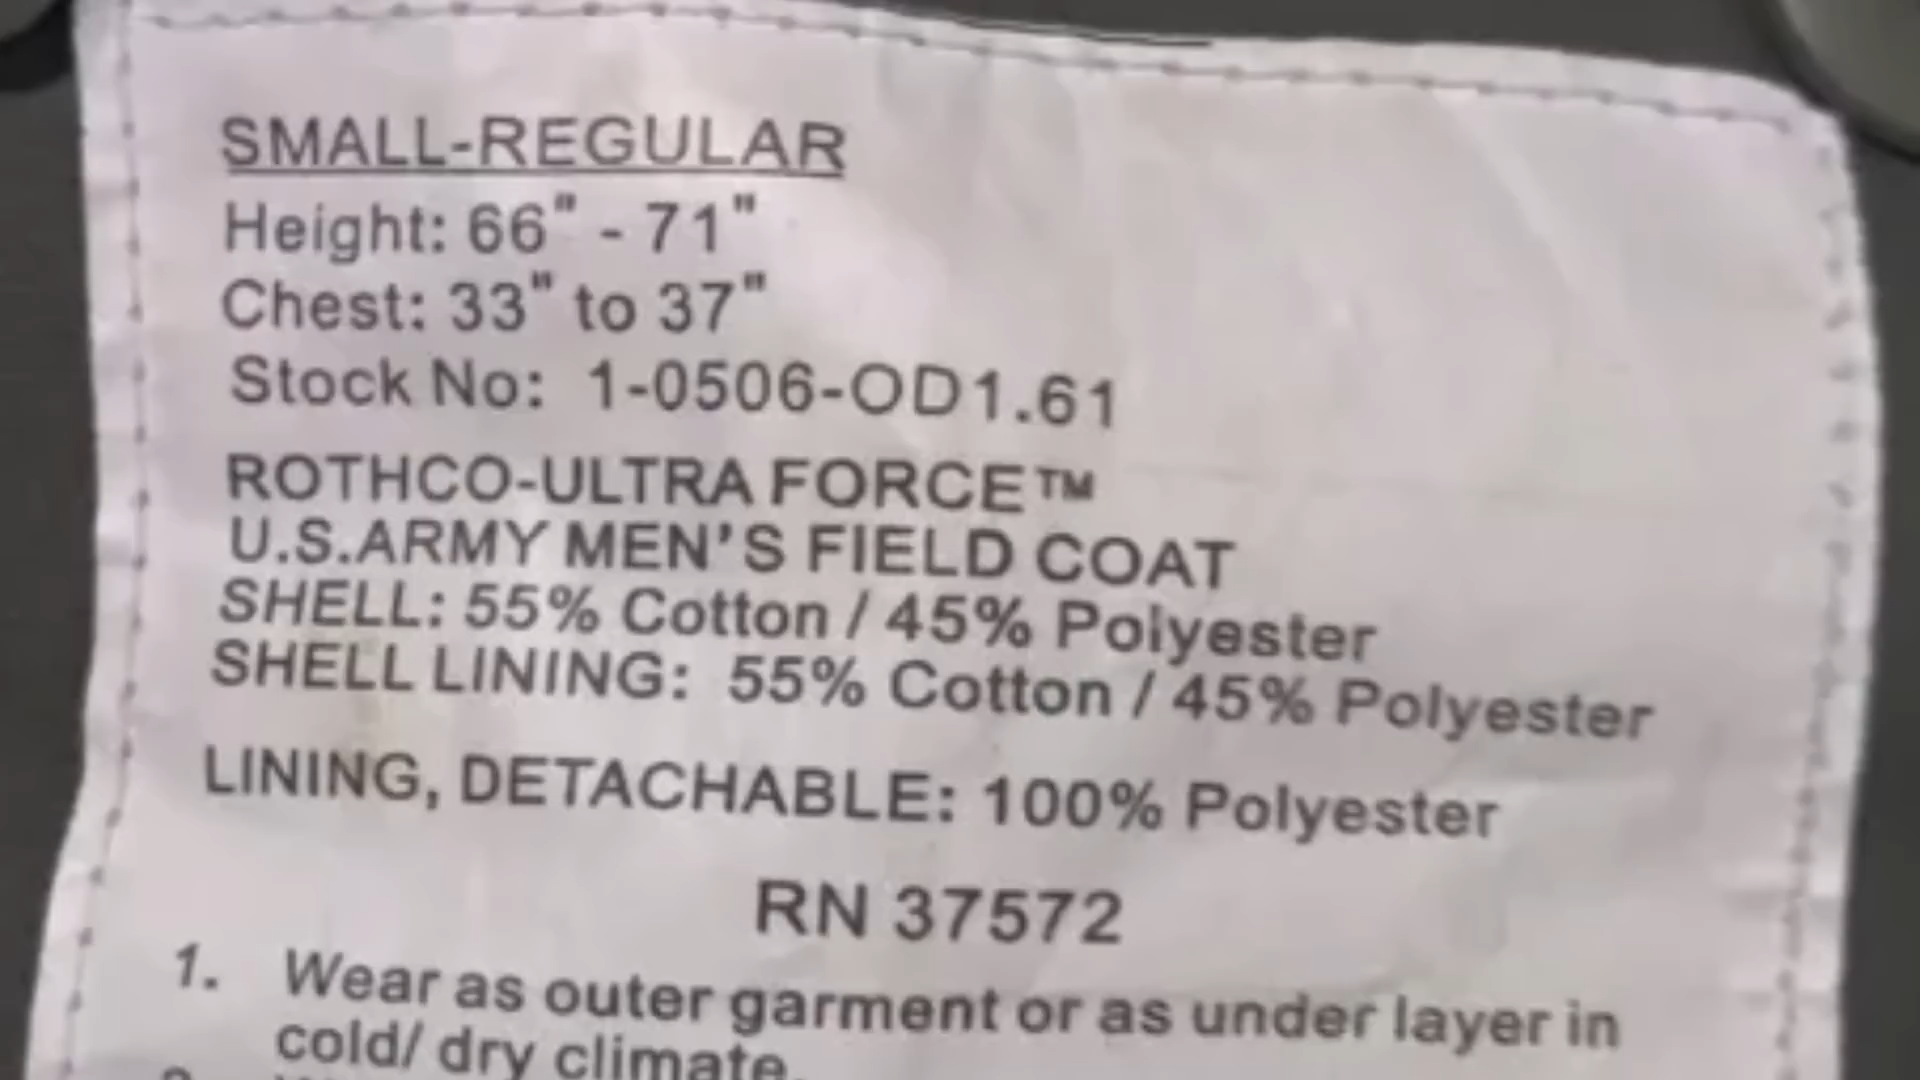 SMALL-REGULAR
Height: 66" - 71"
Chest: 33" to 37"
Stock No: 1-0506-OD1.61
ROTHCO-ULTRA FORCE™
U.S.ARMY MEN'S FIELD COAT
SHELL: 55% Cotton / 45% Polyester
SHELL LINING: 55% Cotton / 45% Polyester
LINING, DETACHABLE: 100% Polyester
RN 37572
1. Wear as outer garment or as under layer in
cold/ dry climate.